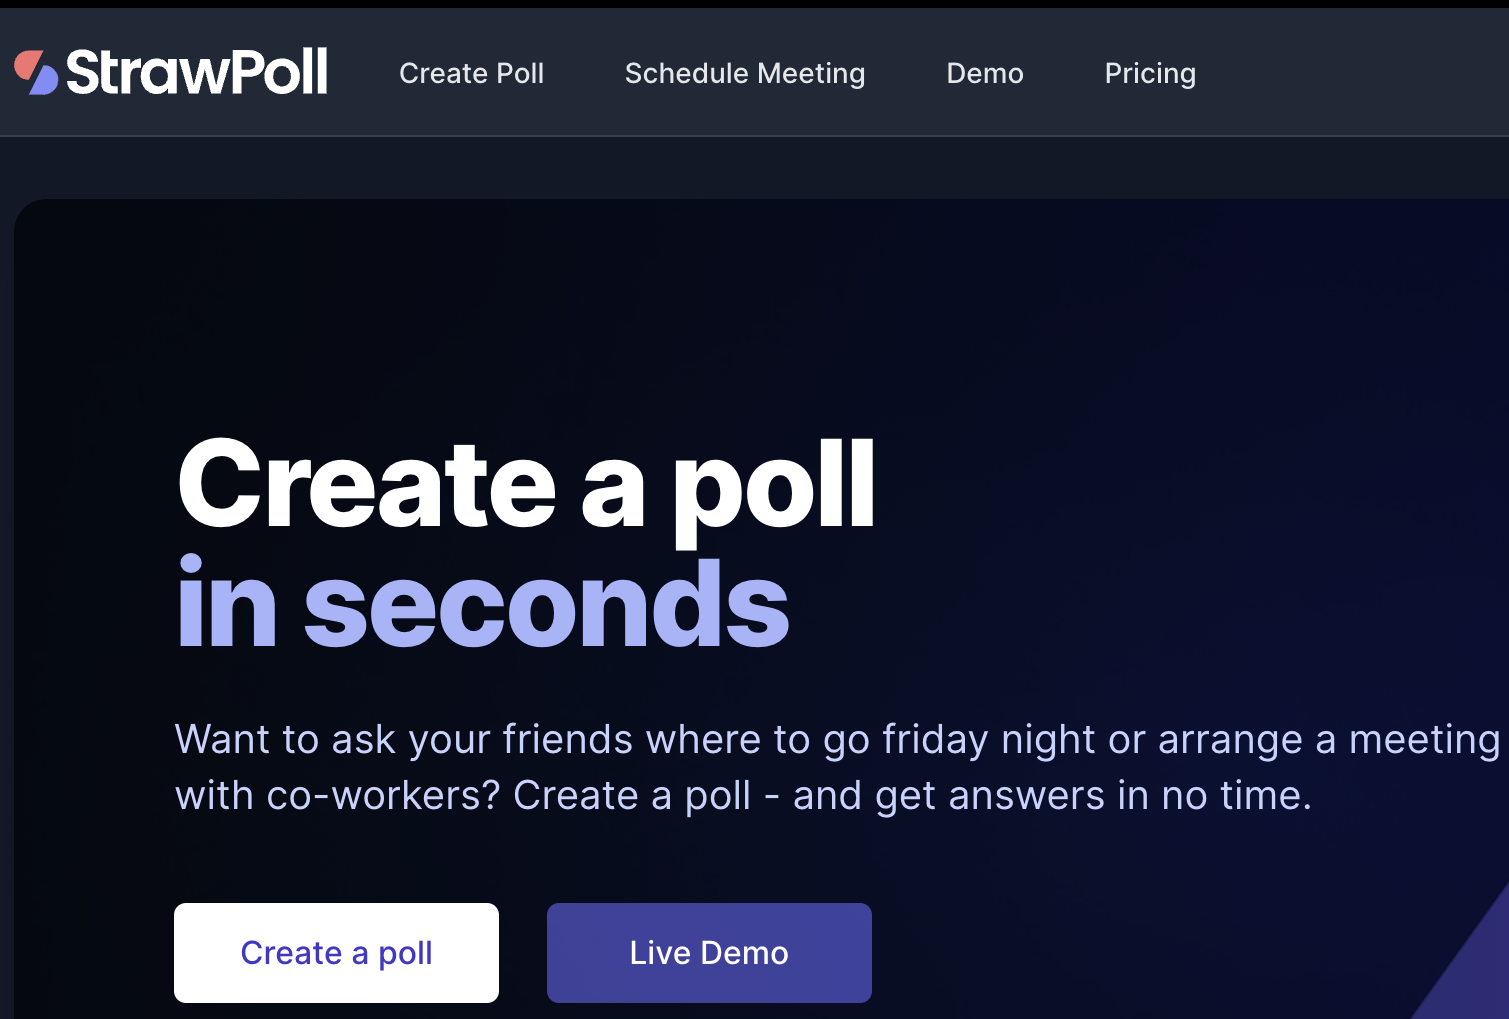 StrawPoll
Create Poll
Schedule Meeting
Demo
Pricing
Create a poll
in seconds
Want to ask your friends where to go friday night or arrange a meeting
with co-workers? Create a poll - and get answers in no time.
Create a poll
Live Demo